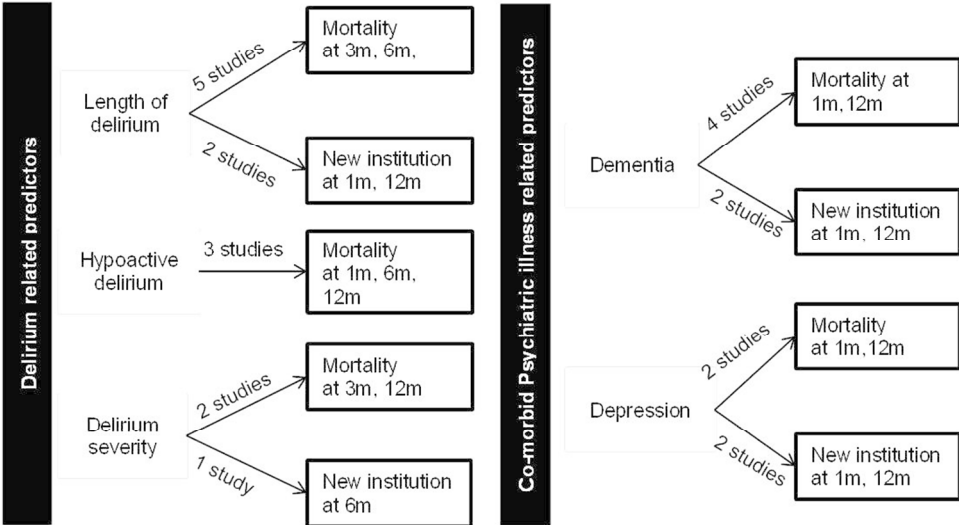 Delirium related predictors
Length of
delirium
5 studies
Mortality
at 3m, 6m,
2 studies
New institution
at 1m, 12m
Hypoactive
delirium
3 studies
Mortality
at 1m, 6m,
12m
Delirium
severity
2 studies
Mortality
at 3m, 12m
1 study
New institution
at 6m
Co-morbid Psychiatric illness related predictors
Dementia
4 studies
Mortality at
1m, 12m
2 studies
New institution
at 1m, 12m
Depression
2 studies
Mortality
at 1m,12m
2 studies
New institution
at 1m, 12m